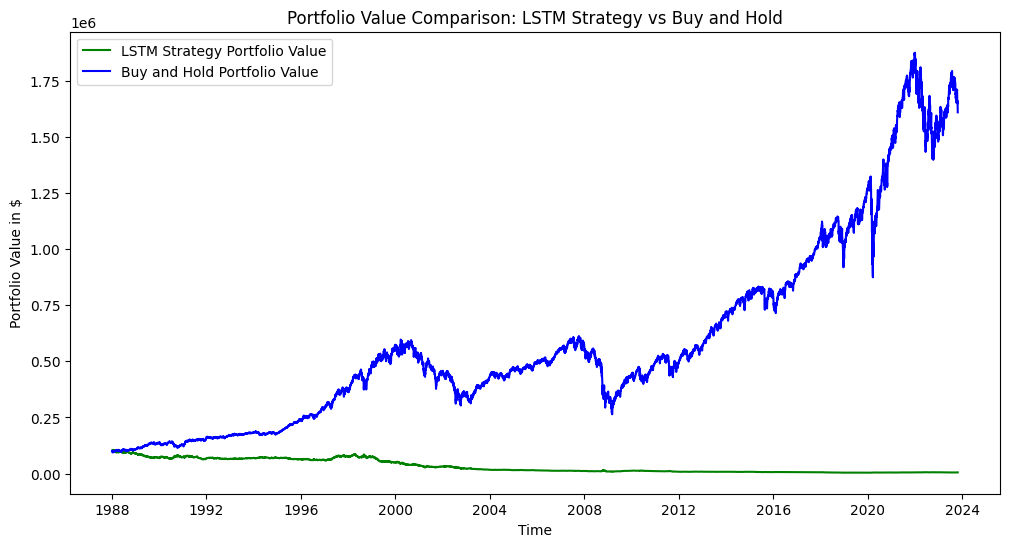 Portfolio Value Comparison: LSTM Strategy vs Buy and Hold
1e6
LSTM Strategy Portfolio Value
Buy and Hold Portfolio Value
Portfolio Value in $
1.75
1.50
1.25
1.00
0.75
0.50
0.25
0.00
1988 1992 1996 2000 2004 2008 2012 2016 2020 2024
Time